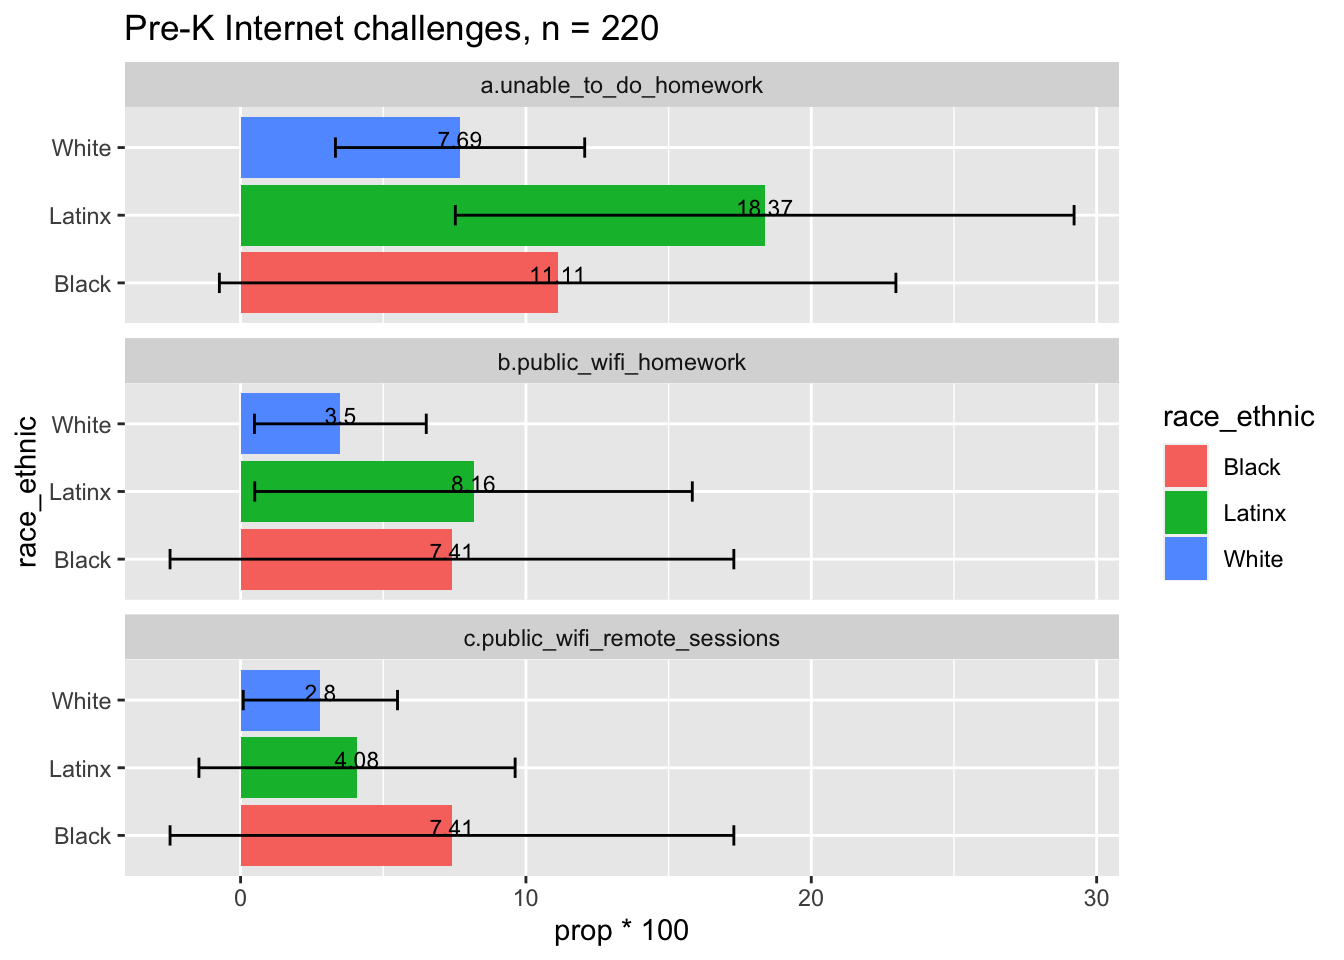 Pre-K Internet challenges, n = 220
a.unable_to_do_homework
White
7.69
Latinx
18.37
Black
11.11
b.public_wifi_homework
White
3.5
Latinx
8.16
Black
7.41
c.public_wifi_remote_sessions
White
2.8
Latinx
4.08
Black
7.41
0 10 20 30
prop * 100
race_ethnic
race_ethnic
Black
Latinx
White